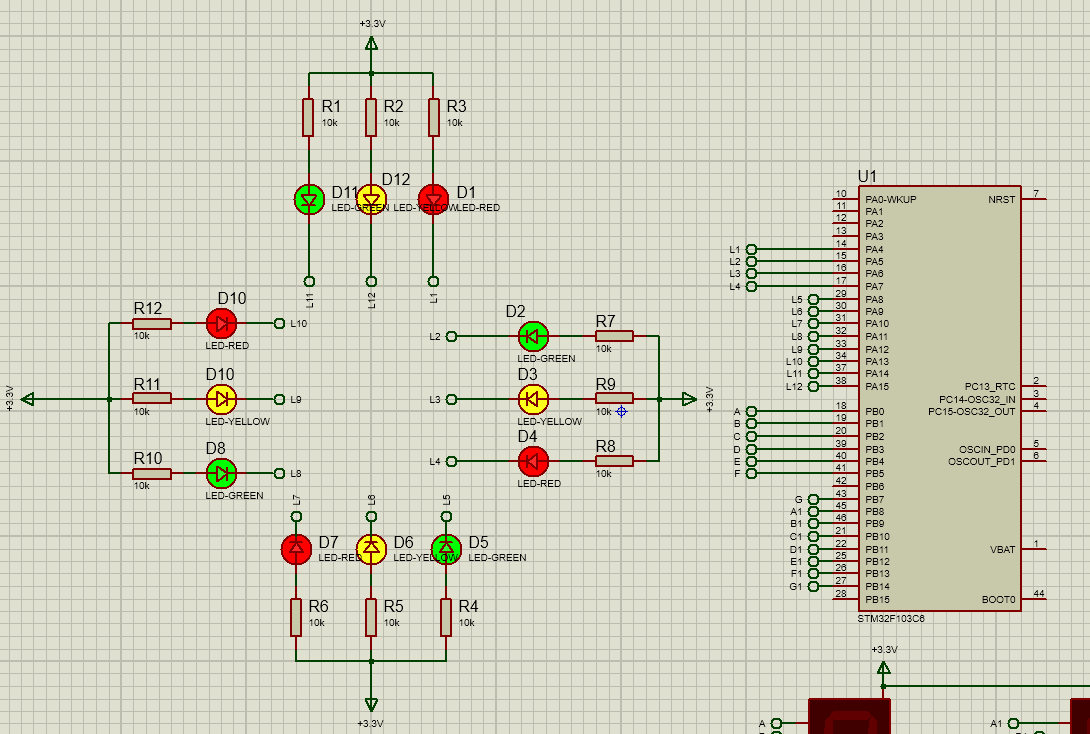 +3.3V
R1
10k
R2
10k
R3
10k
D11
LED-GREEN
D12
LED-YELLOW
D1
LED-RED
L11
L12
L1
R12
10k
D10
LED-RED
L10
R11
10k
D10
LED-YELLOW
L9
R10
10k
D8
LED-GREEN
L8
+3.3V
L2
D2
LED-GREEN
R7
10k
L3
D3
LED-YELLOW
R9
10k
L4
D4
LED-RED
R8
10k
+3.3V
L7
L6
L5
D7
LED-RED
D6
LED-YELLOW
D5
LED-GREEN
R6
10k
R5
10k
R4
10k
+3.3V
U1
10 PA0-WKUP NRST 7
11 PA1
12 PA2
13 PA3
L1 14 PA4
L2 15 PA5
L3 16 PA6
L4 17 PA7
L5 29 PA8
L6 30 PA9
L7 31 PA10
L8 32 PA11
L9 33 PA12
L10 34 PA13
L11 37 PA14
L12 38 PA15 PC13_RTC 2
PC14-OSC32_IN 3
A 18 PB0 PC15-OSC32_OUT 4
B 19 PB1
C 20 PB2
D 39 PB3 OSCIN_PD0 5
E 40 PB4 OSCOUT_PD1 6
F 41 PB5
42 PB6
G 43 PB7
A1 45 PB8
B1 46 PB9
C1 21 PB10
D1 22 PB11 VBAT 1
E1 25 PB12
F1 26 PB13
G1 27 PB14
28 PB15 BOOT0 44
STM32F103C6
+3.3V
A
A1